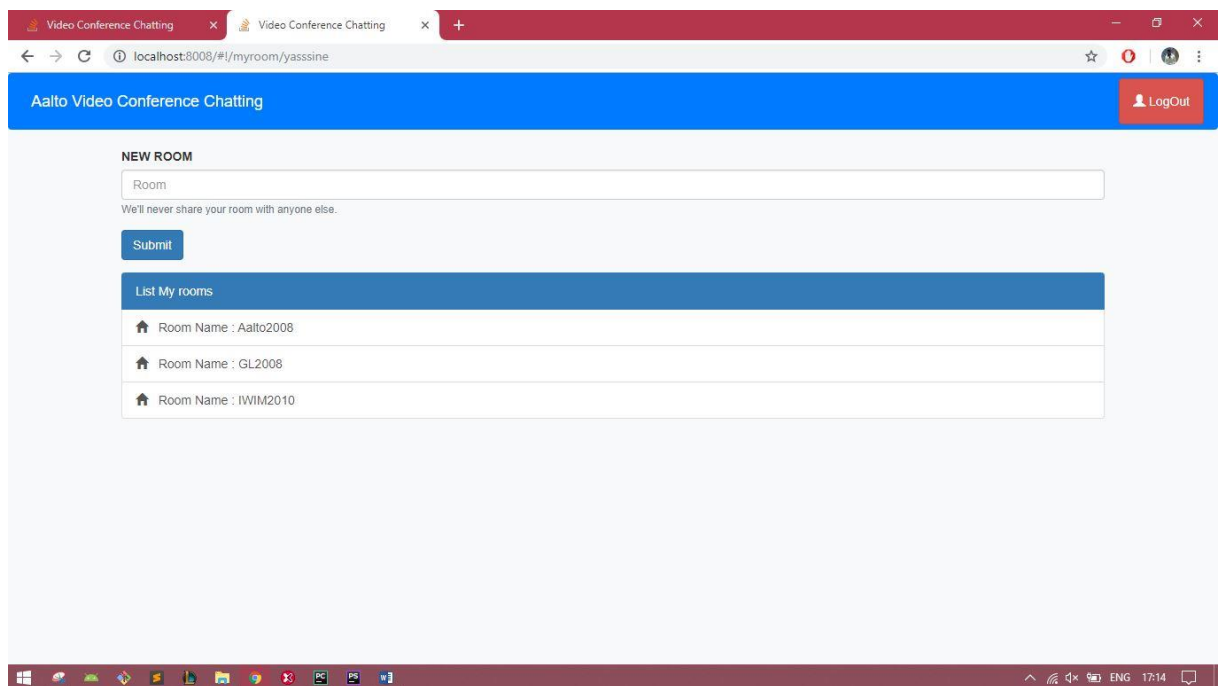 Video Conference Chatting
Video Conference Chatting
localhost:8008/#!/myroom/yasssine
Aalto Video Conference Chatting
LogOut
NEW ROOM
Room
We'll never share your room with anyone else.
Submit
List My rooms
Room Name : Aalto2008
Room Name : GL2008
Room Name : IWIM2010
PC
PS
ENG 17:14